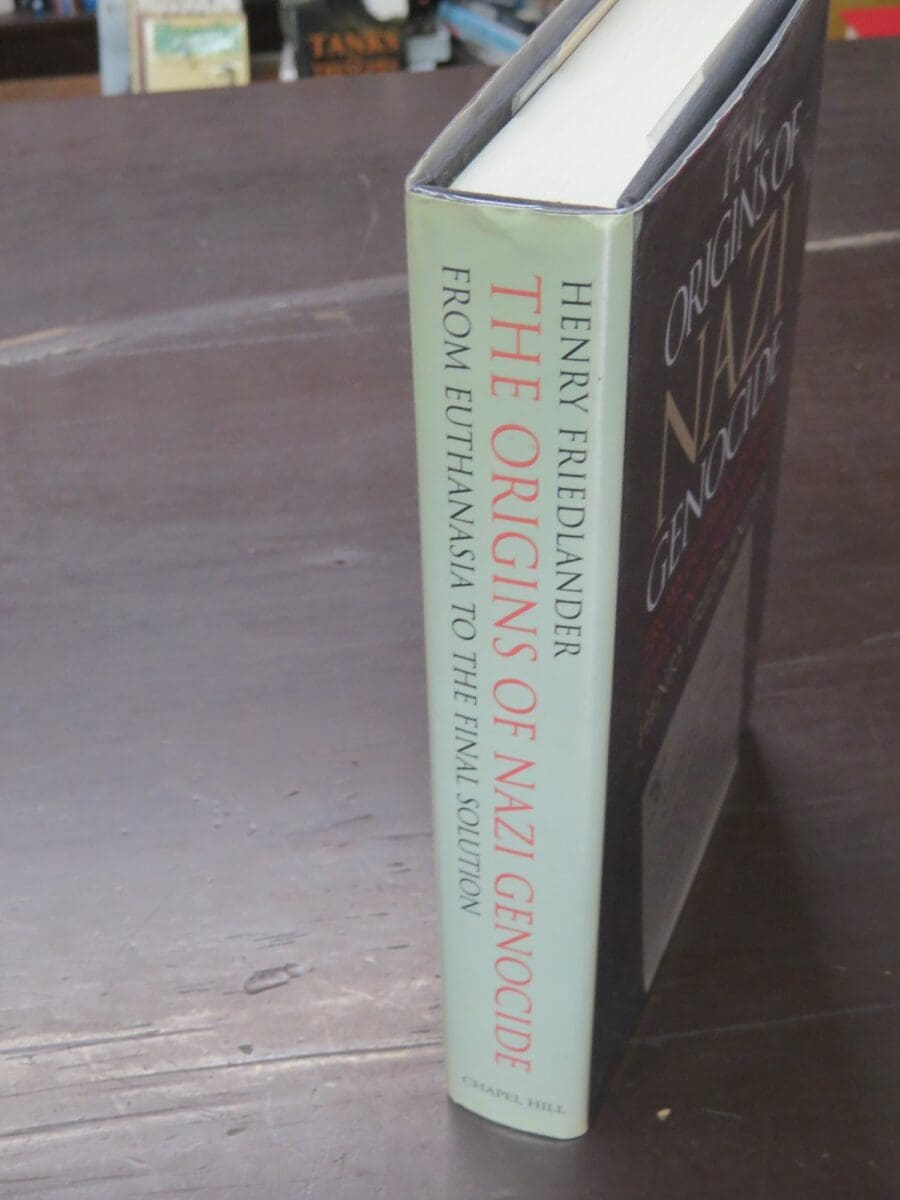 TANKS
HENRY FRIEDLANDER
THE ORIGINS OF NAZI GENOCIDE
FROM EUTHANASIA TO THE FINAL SOLUTION
CHAPEL HILL
THE
ORIGINS OF
NAZI
GENOCIDE